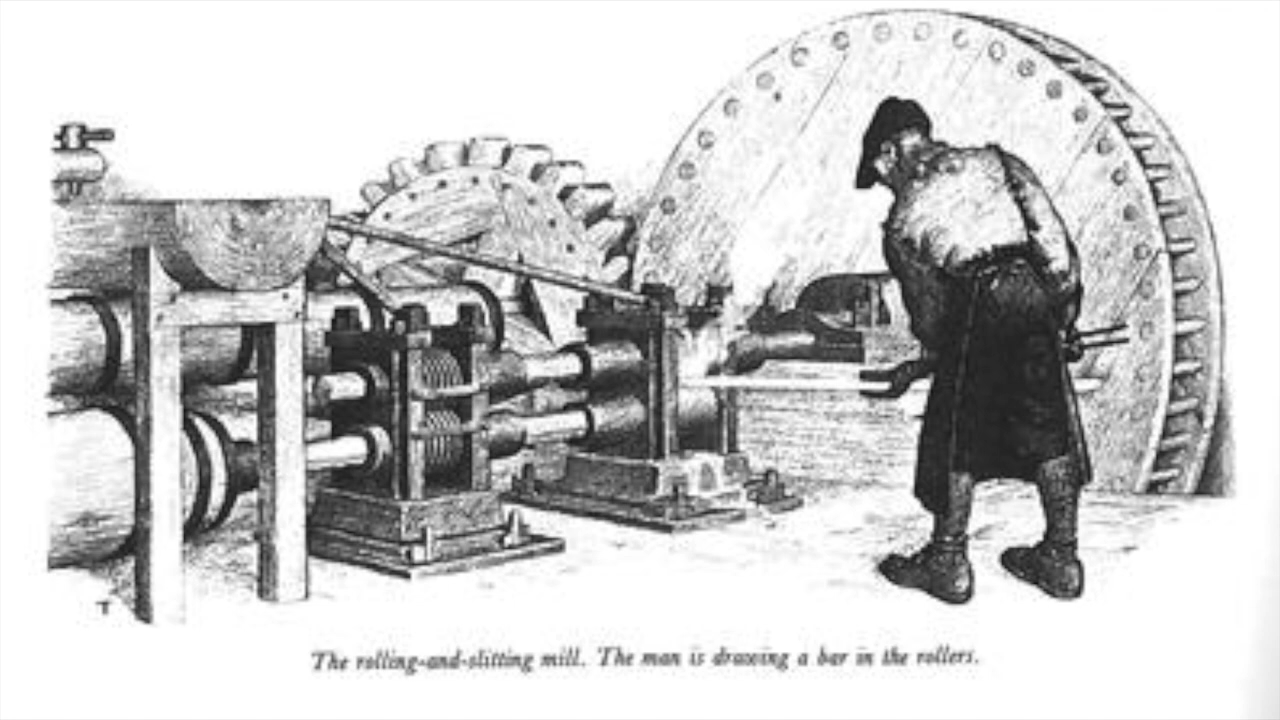 T
The rolling-and-slitting mill. The man is drawing a bar in the rollers.